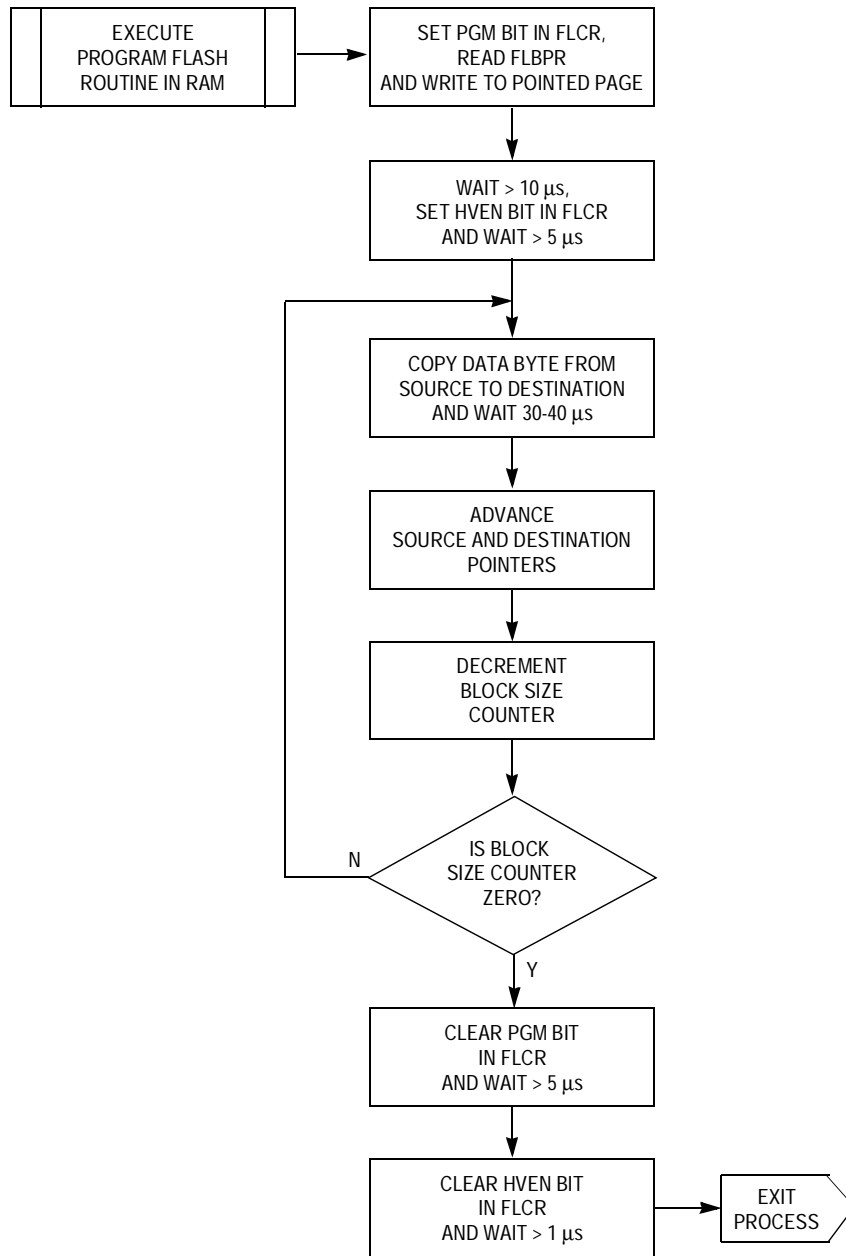 EXECUTE
PROGRAM FLASH
ROUTINE IN RAM
SET PGM BIT IN FLCR,
READ FLBPR
AND WRITE TO POINTED PAGE
WAIT > 10 µs,
SET HVEN BIT IN FLCR
AND WAIT > 5 µs
COPY DATA BYTE FROM
SOURCE TO DESTINATION
AND WAIT 30-40 µs
ADVANCE
SOURCE AND DESTINATION
POINTERS
DECREMENT
BLOCK SIZE
COUNTER
IS BLOCK
SIZE COUNTER
ZERO?
N
Y
CLEAR PGM BIT
IN FLCR
AND WAIT > 5 µs
CLEAR HVEN BIT
IN FLCR
AND WAIT > 1 µs
EXIT
PROCESS